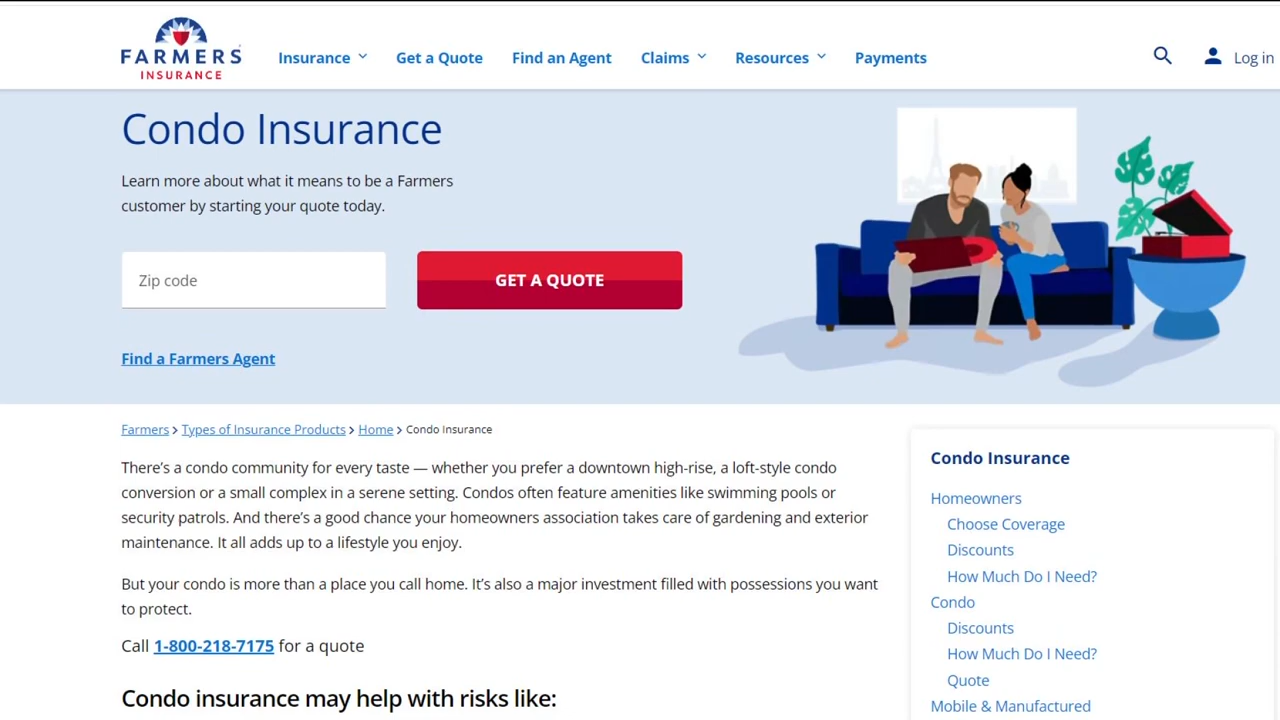 FARMERS
INSURANCE
Insurance
Get a Quote
Find an Agent
Claims
Resources
Payments
Log in
Condo Insurance
Learn more about what it means to be a Farmers
customer by starting your quote today.
Zip code
GET A QUOTE
Find a Farmers Agent
Farmers > Types of Insurance Products > Home > Condo Insurance
There's a condo community for every taste — whether you prefer a downtown high-rise, a loft-style condo
conversion or a small complex in a serene setting. Condos often feature amenities like swimming pools or
security patrols. And there's a good chance your homeowners association takes care of gardening and exterior
maintenance. It all adds up to a lifestyle you enjoy.
But your condo is more than a place you call home. It's also a major investment filled with possessions you want
to protect.
Call 1-800-218-7175 for a quote
Condo insurance may help with risks like:
Condo Insurance
Homeowners
Choose Coverage
Discounts
How Much Do I Need?
Condo
Discounts
How Much Do I Need?
Quote
Mobile & Manufactured